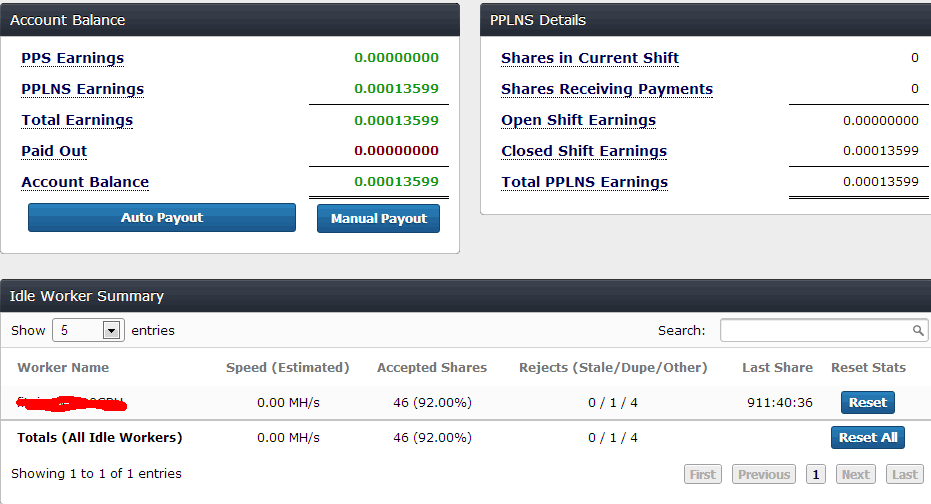 Account Balance
PPS Earnings 0.00000000
PPLNS Earnings 0.00013599
Total Earnings 0.00013599
Paid Out 0.00000000
Account Balance 0.00013599
Auto Payout Manual Payout
PPLNS Details
Shares in Current Shift 0
Shares Receiving Payments 0
Open Shift Earnings 0.00000000
Closed Shift Earnings 0.00013599
Total PPLNS Earnings 0.00013599
Idle Worker Summary
Show 5 entries Search:
Worker Name Speed (Estimated) Accepted Shares Rejects (Stale/Dupe/Other) Last Share Reset Stats
0.00 MH/s 46 (92.00%) 0 / 1 / 4 911:40:36 Reset
Totals (All Idle Workers) 0.00 MH/s 46 (92.00%) 0 / 1 / 4 Reset All
Showing 1 to 1 of 1 entries First Previous 1 Next Last